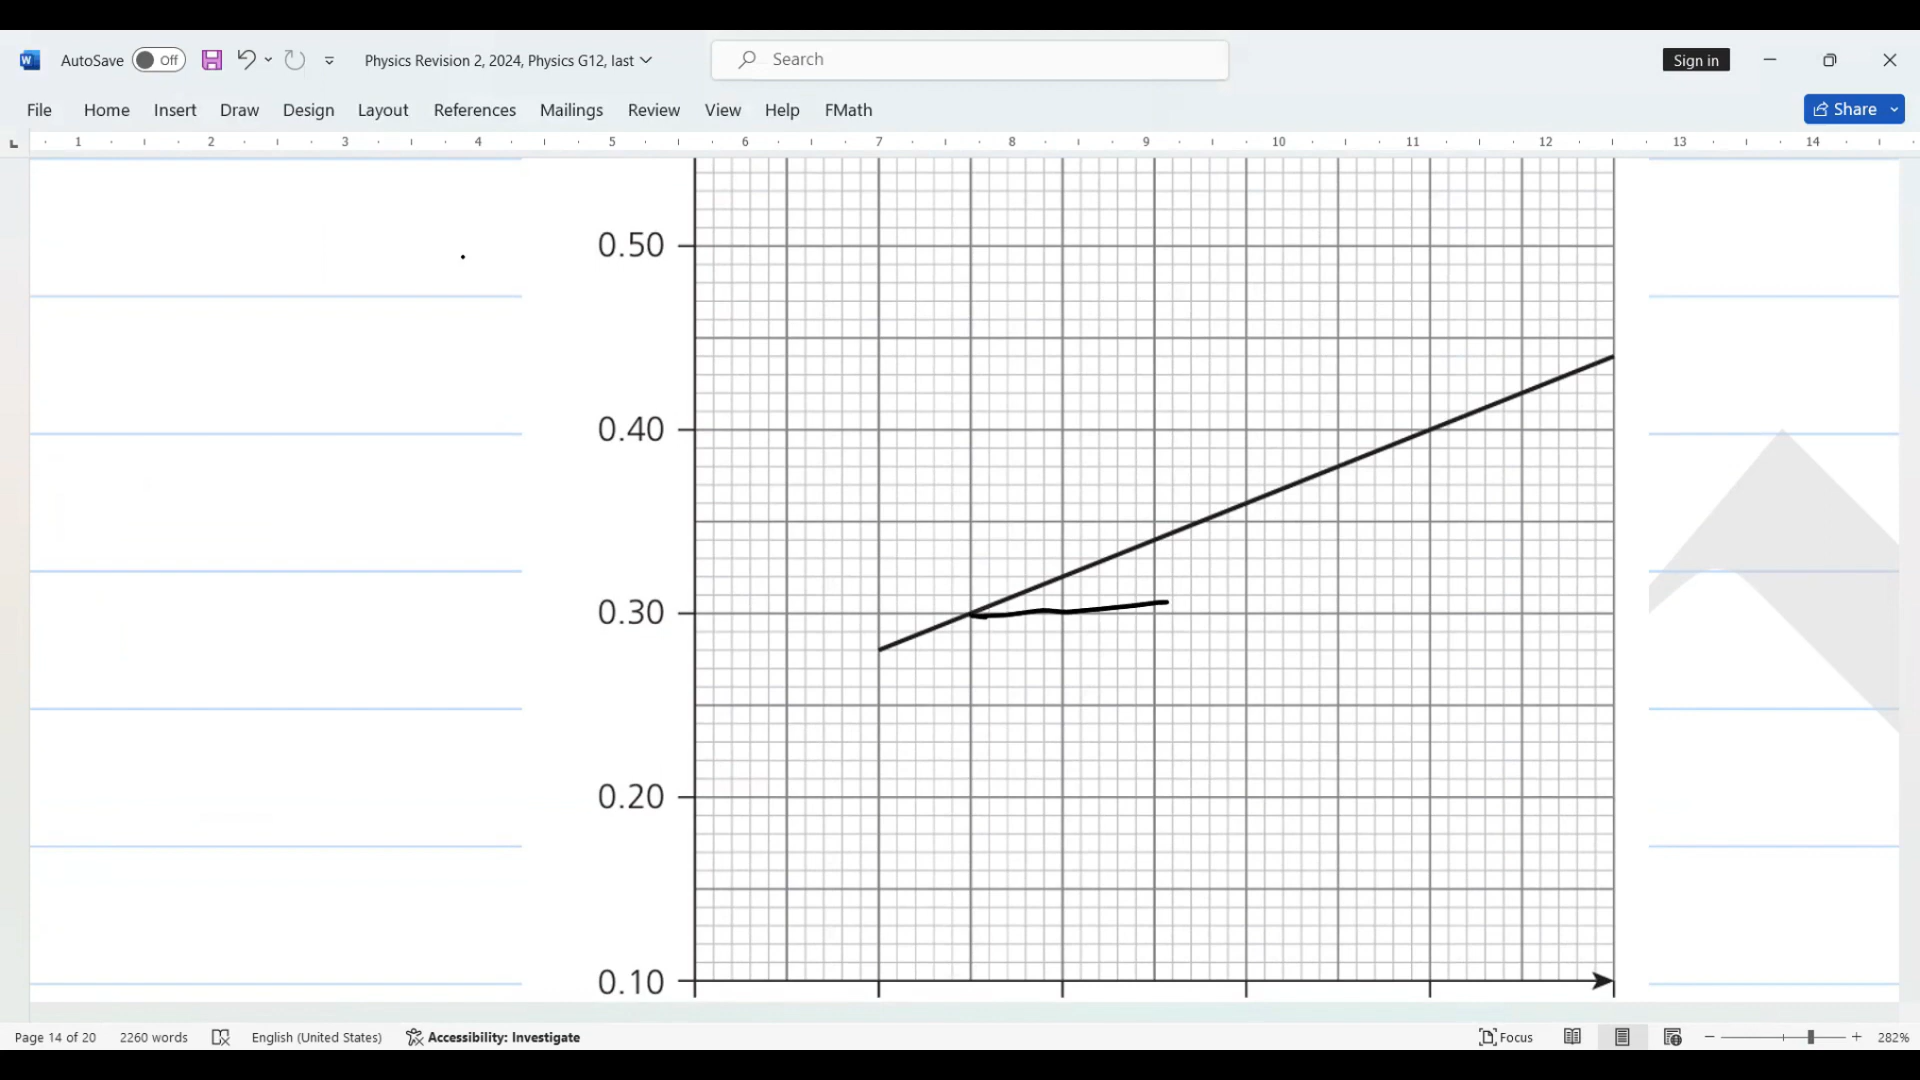 AutoSave Off Physics Revision 2, 2024, Physics G12, last Search Sign in
File Home Insert Draw Design Layout References Mailings Review View Help FMath Share
1 2 3 4 5 6 7 8 9 10 11 12 13 14
0.50
0.40
0.30
0.20
0.10
Page 14 of 20 2260 words English (United States) Accessibility: Investigate Focus 282%